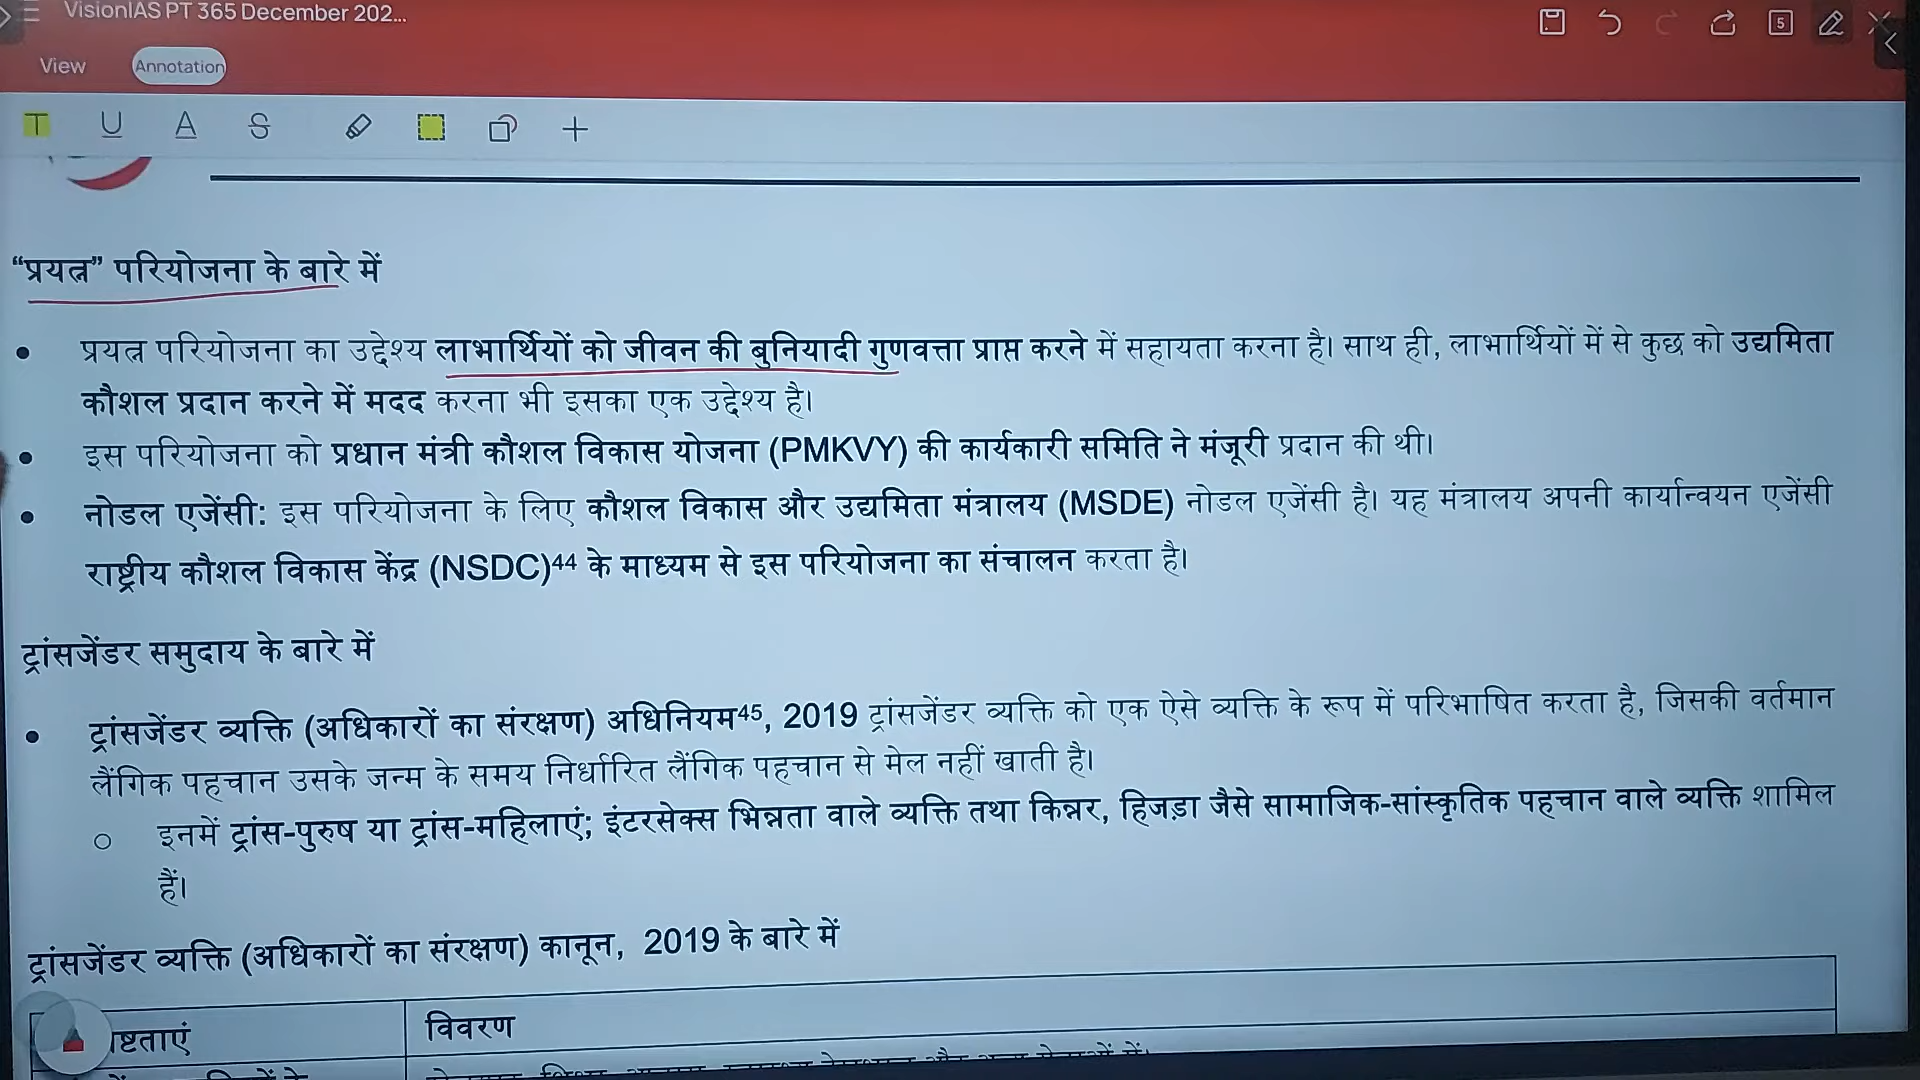 VisionIAS PT 365 December 202...
5
View
Annotation
T U A S
“प्रयत्न” परियोजना के बारे में
प्रयत्न परियोजना का उद्देश्य लाभार्थियों को जीवन की बुनियादी गुणवत्ता प्राप्त करने में सहायता करना है। साथ ही, लाभार्थियों में से कुछ को उद्यमिता
कौशल प्रदान करने में मदद करना भी इसका एक उद्देश्य है।
इस परियोजना को प्रधान मंत्री कौशल विकास योजना (PMKVY) की कार्यकारी समिति ने मंजूरी प्रदान की थी।
नोडल एजेंसी: इस परियोजना के लिए कौशल विकास और उद्यमिता मंत्रालय (MSDE) नोडल एजेंसी है। यह मंत्रालय अपनी कार्यान्वयन एजेंसी
राष्ट्रीय कौशल विकास केंद्र (NSDC)44 के माध्यम से इस परियोजना का संचालन करता है।
ट्रांसजेंडर समुदाय के बारे में
ट्रांसजेंडर व्यक्ति (अधिकारों का संरक्षण) अधिनियम45, 2019 ट्रांसजेंडर व्यक्ति को एक ऐसे व्यक्ति के रूप में परिभाषित करता है, जिसकी वर्तमान
लैंगिक पहचान उसके जन्म के समय निर्धारित लैंगिक पहचान से मेल नहीं खाती है।
इनमें ट्रांस-पुरुष या ट्रांस-महिलाएं; इंटरसेक्स भिन्नता वाले व्यक्ति तथा किन्नर, हिजड़ा जैसे सामाजिक-सांस्कृतिक पहचान वाले व्यक्ति शामिल
हैं।
ट्रांसजेंडर व्यक्ति (अधिकारों का संरक्षण) कानून, 2019 के बारे में
ष्टताएं विवरण